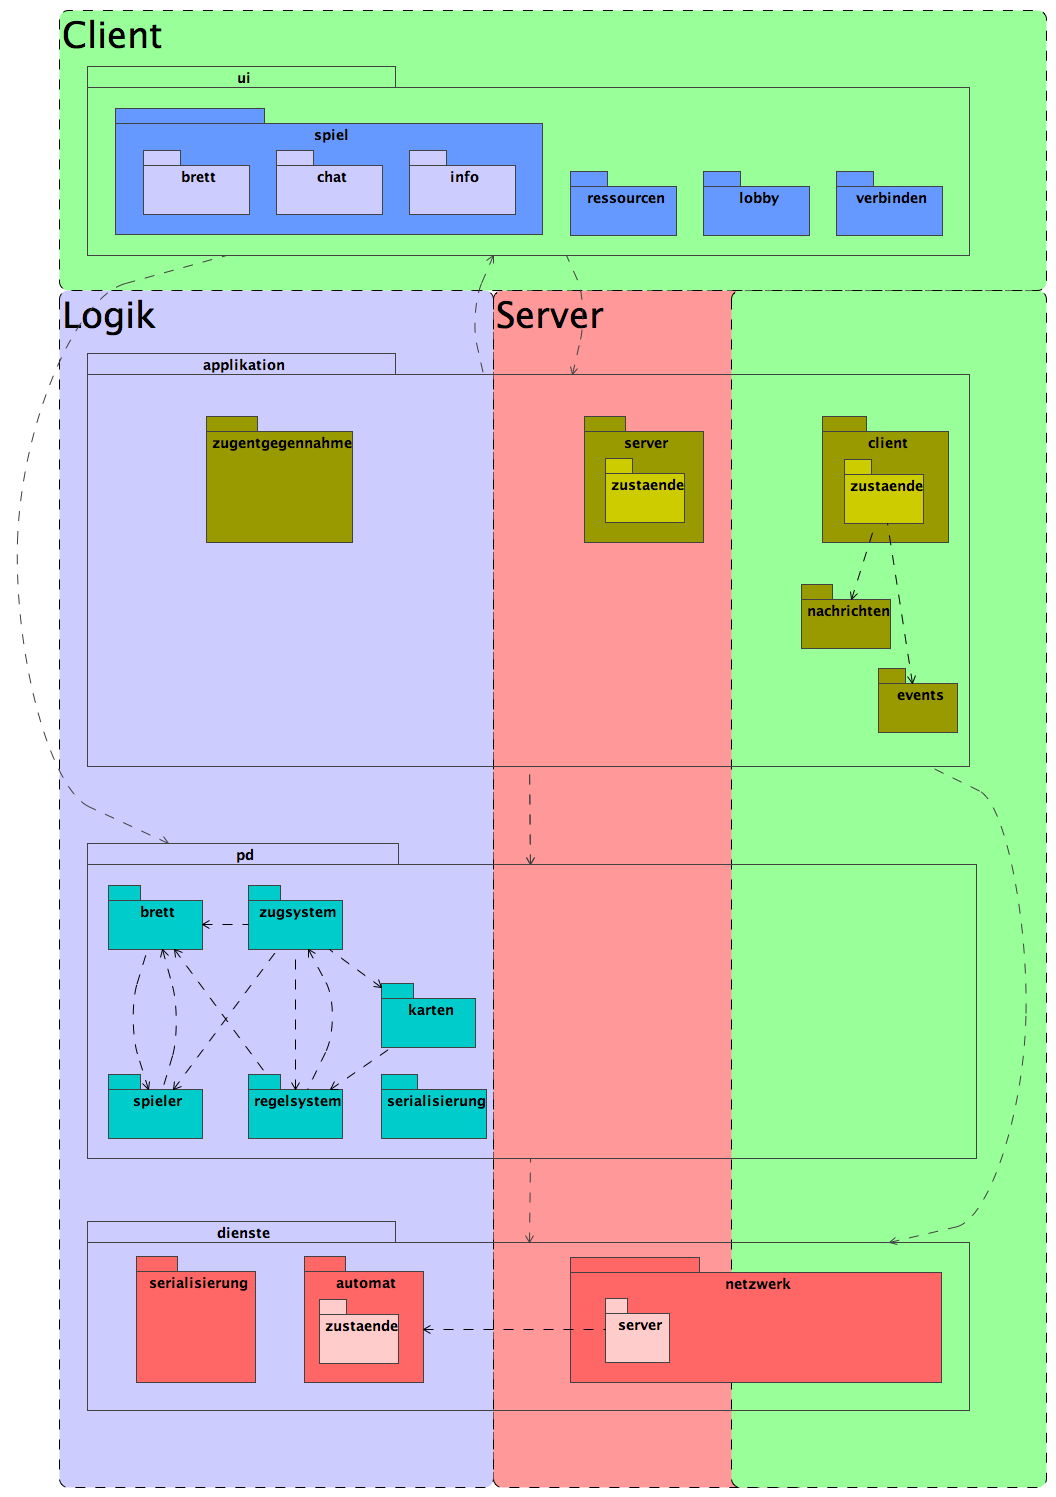 Client
ui
spiel
brett
chat
info
ressourcen
lobby
verbinden
Logik
Server
applikation
zugentgegennahme
server
zustaende
client
zustaende
nachrichten
events
pd
brett
zugsystem
karten
spieler
regelsystem
serialisierung
dienste
serialisierung
automat
zustaende
netzwerk
server